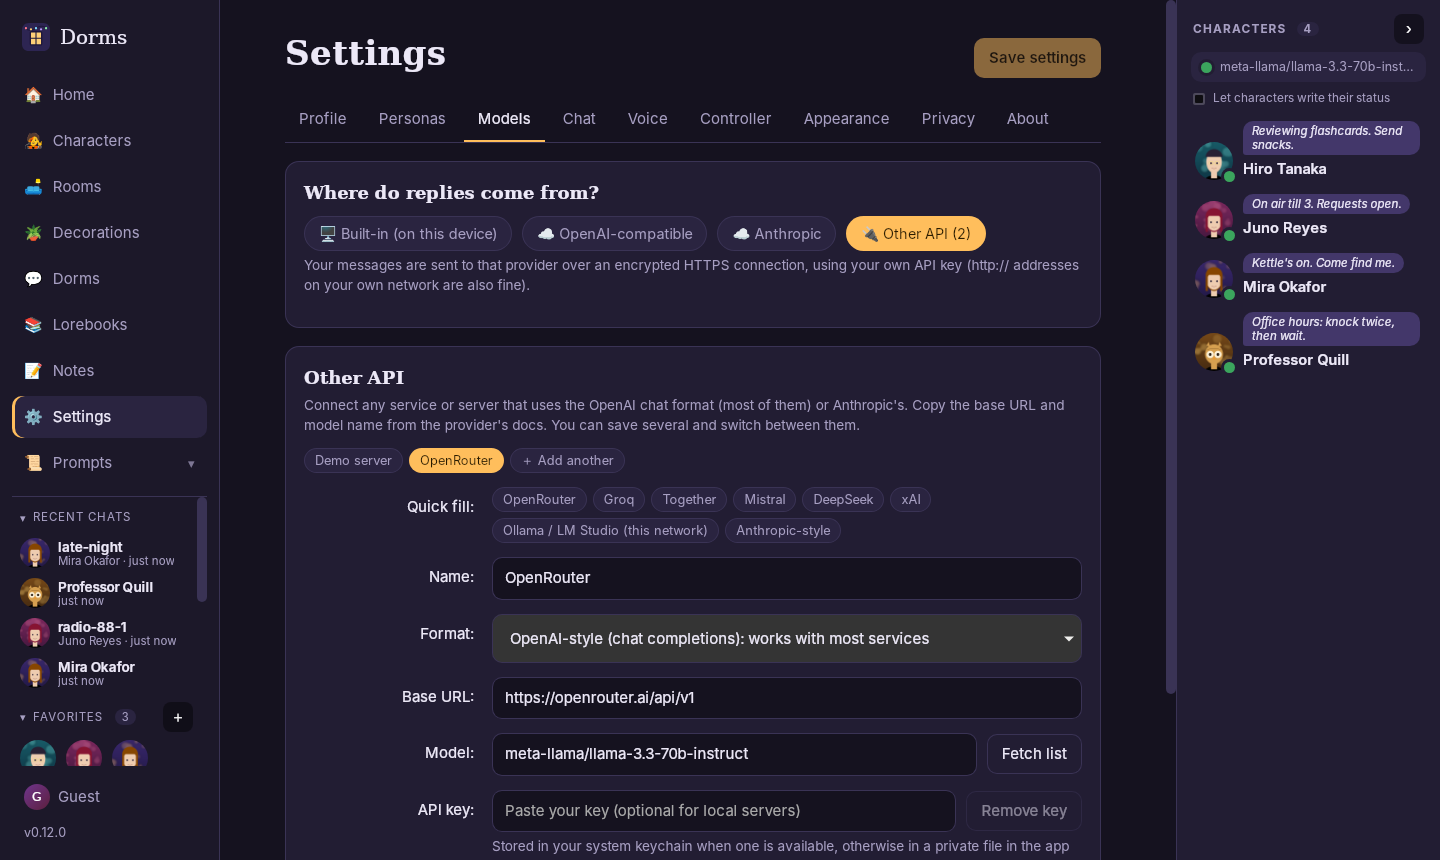 Dorms
Home
Characters
Rooms
Decorations
Dorms
Lorebooks
Notes
Settings
Prompts
RECENT CHATS
late-night
Mira Okafor · just now
Professor Quill
just now
radio-88-1
Juno Reyes · just now
Mira Okafor
just now
FAVORITES 3 +
G Guest
v0.12.0
Settings
Save settings
Profile Personas Models Chat Voice Controller Appearance Privacy About
Where do replies come from?
Built-in (on this device) OpenAI-compatible Anthropic Other API (2)
Your messages are sent to that provider over an encrypted HTTPS connection, using your own API key (http:// addresses
on your own network are also fine).
Other API
Connect any service or server that uses the OpenAI chat format (most of them) or Anthropic's. Copy the base URL and
model name from the provider's docs. You can save several and switch between them.
Demo server OpenRouter + Add another
Quick fill: OpenRouter Groq Together Mistral DeepSeek xAI
Ollama / LM Studio (this network) Anthropic-style
Name: OpenRouter
Format: OpenAI-style (chat completions): works with most services
Base URL: https://openrouter.ai/api/v1
Model: meta-llama/llama-3.3-70b-instruct Fetch list
API key: Paste your key (optional for local servers) Remove key
Stored in your system keychain when one is available, otherwise in a private file in the app
CHARACTERS 4 ›
meta-llama/llama-3.3-70b-inst...
Let characters write their status
Reviewing flashcards. Send
snacks.
Hiro Tanaka
On air till 3. Requests open.
Juno Reyes
Kettle's on. Come find me.
Mira Okafor
Office hours: knock twice,
then wait.
Professor Quill